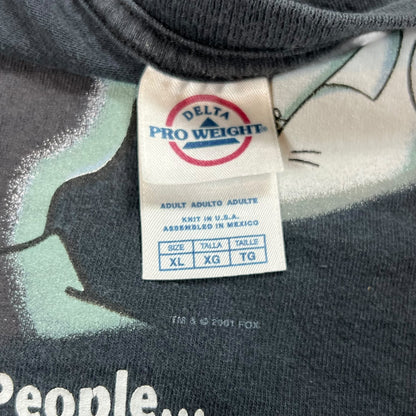 DELTA
PRO WEIGHT®
ADULT ADULTO ADULTE
KNIT IN U.S.A.
ASSEMBLED IN MEXICO
SIZE TALLA TAILLE
XL XG TG
TM & © 2001 FOX
People...